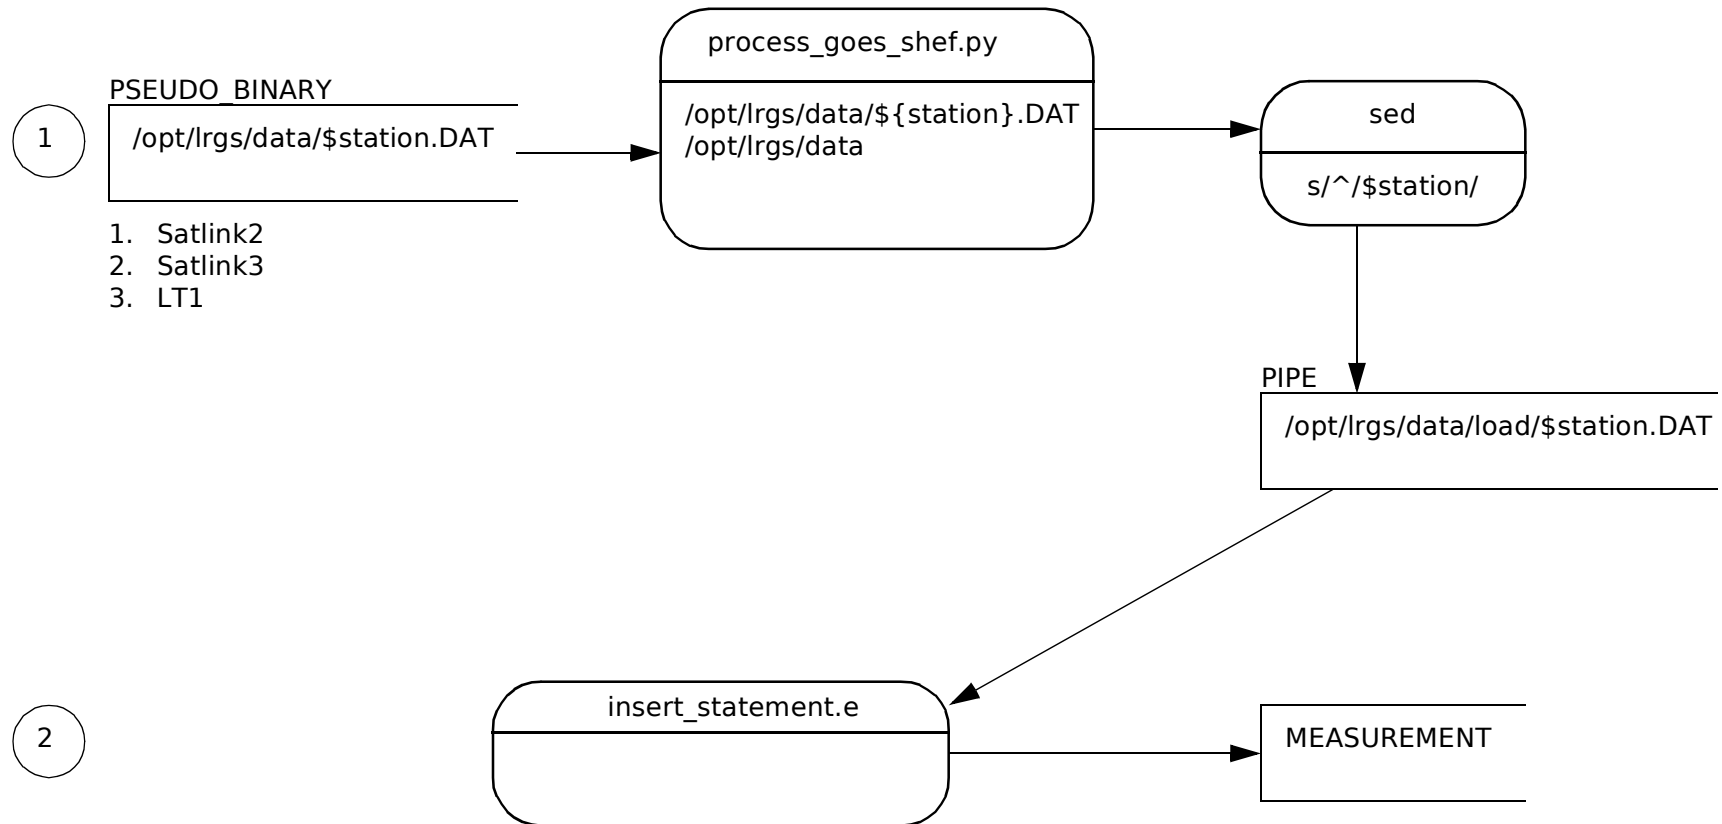 process_goes_shef.py
PSEUDO_BINARY
1
/opt/lrgs/data/$station.DAT
/opt/lrgs/data/${station}.DAT
/opt/lrgs/data
sed
s/^/$station/
1. Satlink2
2. Satlink3
3. LT1
PIPE
/opt/lrgs/data/load/$station.DAT
2
insert_statement.e
MEASUREMENT